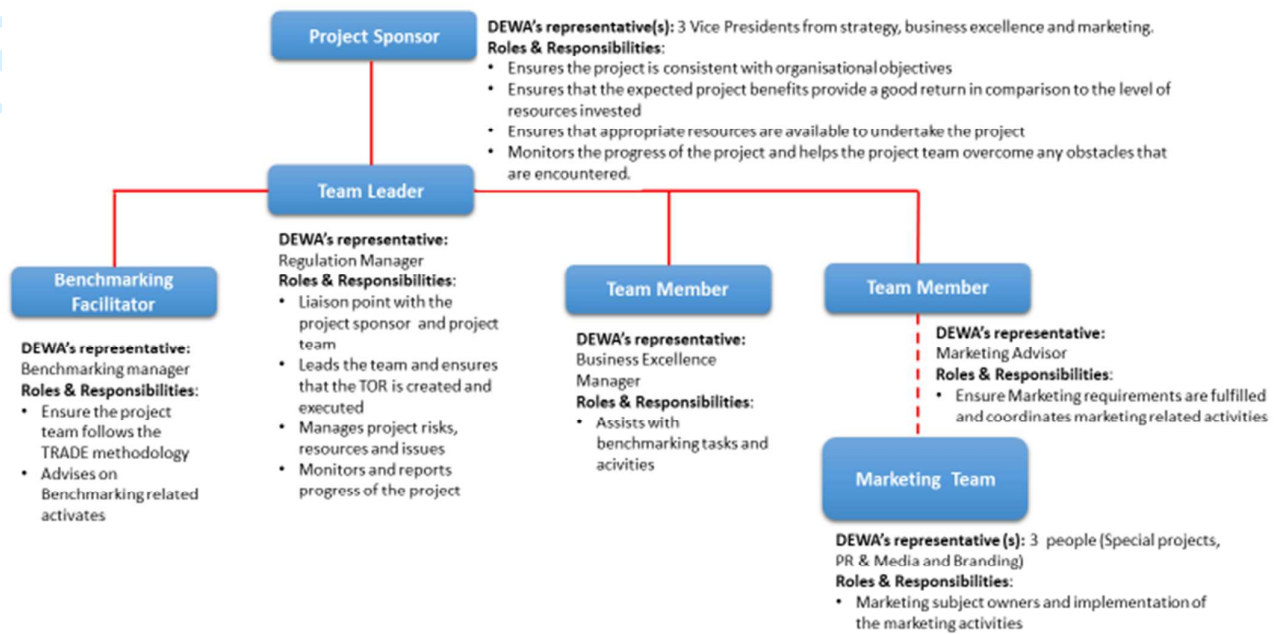 Project Sponsor
DEWA's representative(s): 3 Vice Presidents from strategy, business excellence and marketing.
Roles & Responsibilities:
• Ensures the project is consistent with organisational objectives
• Ensures that the expected project benefits provide a good return in comparison to the level of
resources invested
• Ensures that appropriate resources are available to undertake the project
• Monitors the progress of the project and helps the project team overcome any obstacles that
are encountered.
Team Leader
DEWA's representative:
Regulation Manager
Roles & Responsibilities:
• Liaison point with the
project sponsor and project
team
• Leads the team and ensures
that the TOR is created and
executed
• Manages project risks,
resources and issues
• Monitors and reports
progress of the project
Benchmarking
Facilitator
DEWA's representative:
Benchmarking manager
Roles & Responsibilities:
• Ensure the project
team follows the
TRADE methodology
• Advises on
Benchmarking related
activates
Team Member
DEWA's representative:
Business Excellence
Manager
Roles & Responsibilities:
• Assists with
benchmarking tasks and
acivities
Team Member
DEWA's representative:
Marketing Advisor
Roles & Responsibilities:
• Ensure Marketing requirements are fulfilled
and coordinates marketing related activities
Marketing Team
DEWA's representative (s): 3 people (Special projects,
PR & Media and Branding)
Roles & Responsibilities:
• Marketing subject owners and implementation of
the marketing activities